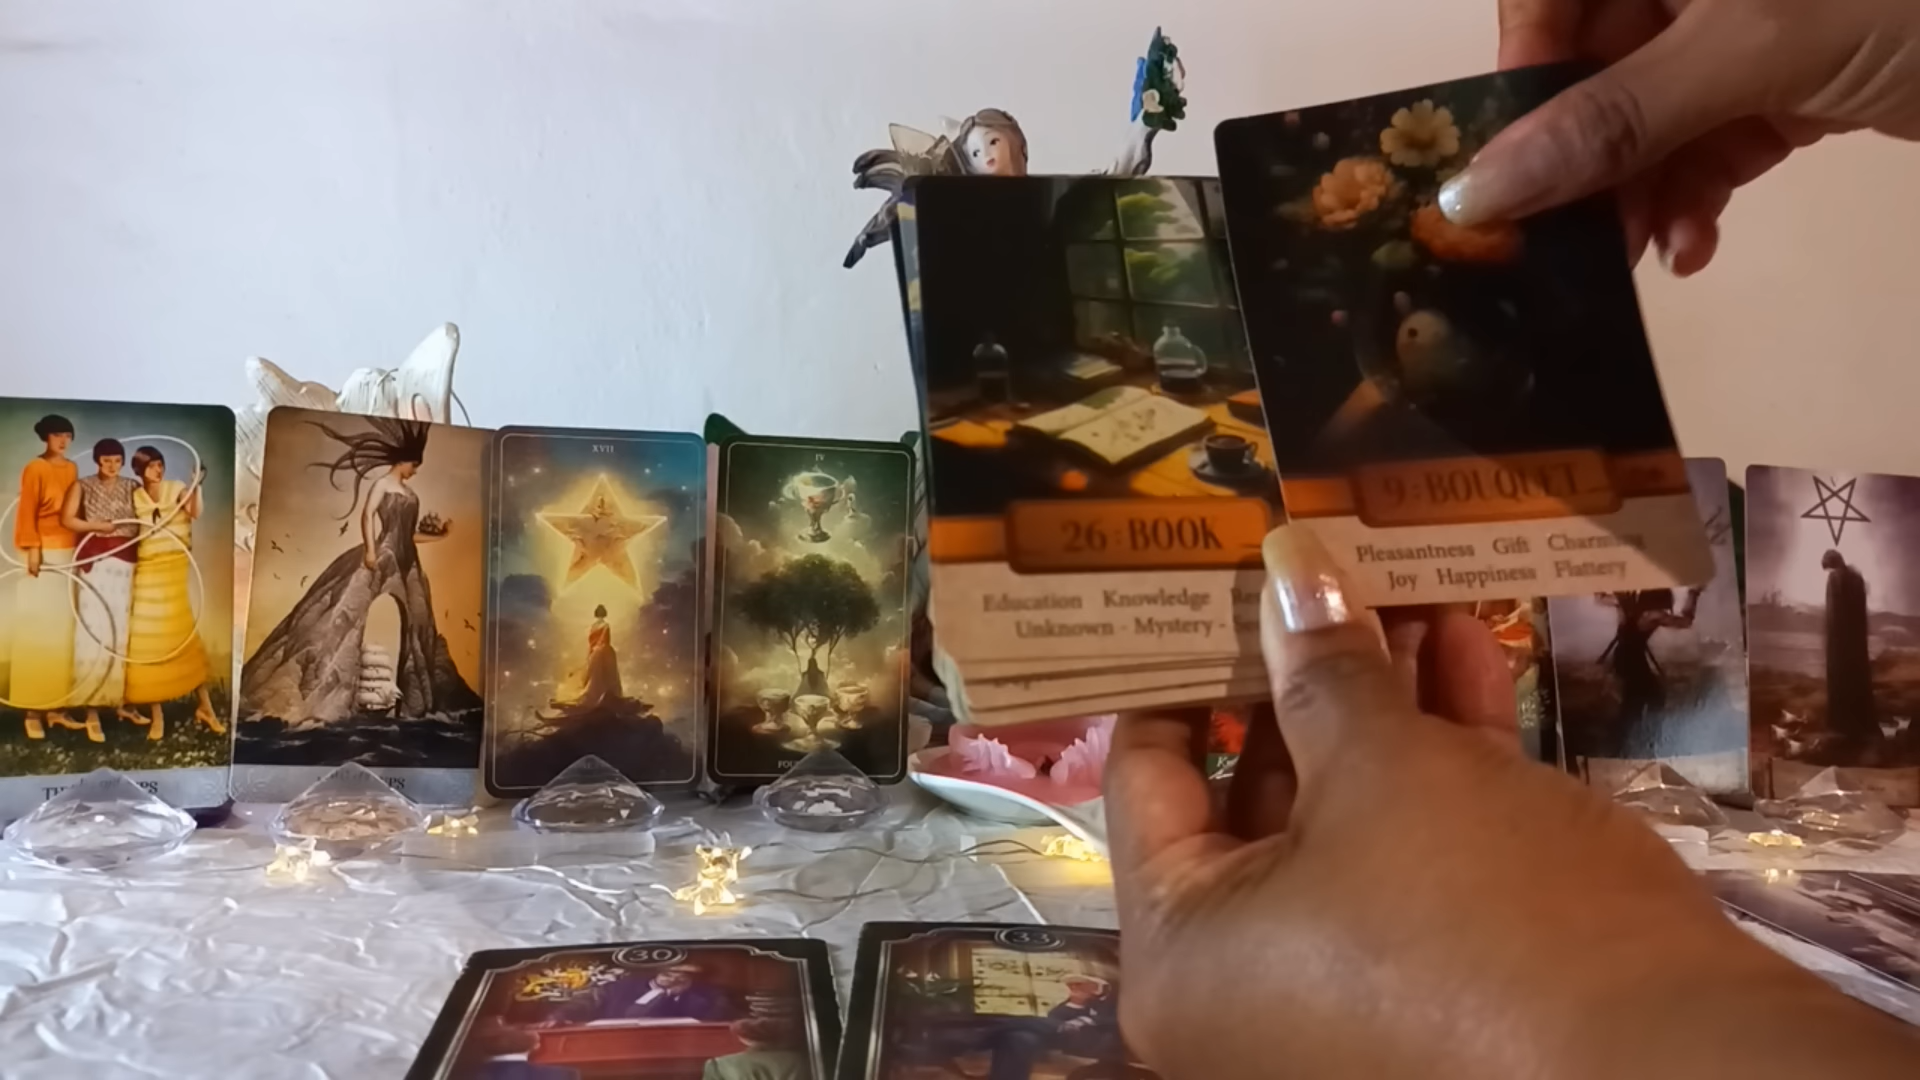 XVII
IV
26 : BOOK
Education Knowledge
Unknown - Mystery -
9 : BOUQUET
Pleasantness Gift Charming
Joy Happiness Flattery
30
33